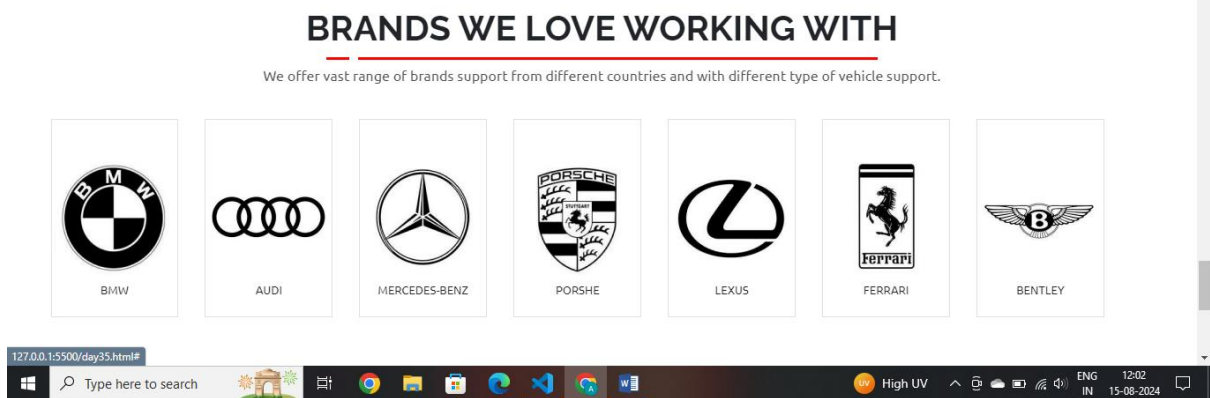 BRANDS WE LOVE WORKING WITH
We offer vast range of brands support from different countries and with different type of vehicle support.
BMW
PORSCHE
STUTTGART
Ferrari
B
BMW AUDI MERCEDES-BENZ PORSHE LEXUS FERRARI BENTLEY
127.0.0.1:5500/day35.html#
Type here to search
UV High UV ENG 12:02
IN 15-08-2024